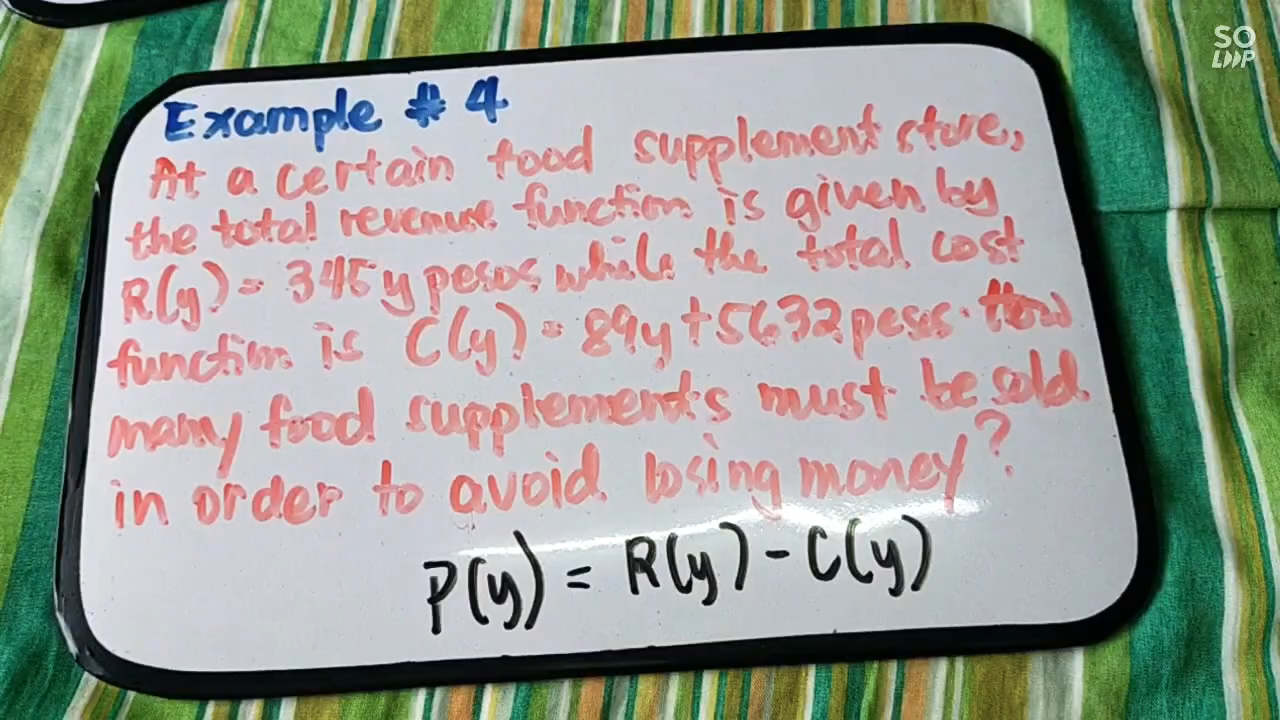 Example # 4
At a certain food supplement store,
the total revenue function is given by
R(y) = 345y pesos while the total cost
function is C(y) = 89y + 5632 pesos. How
many food supplements must be sold
in order to avoid losing money?
P(y) = R(y) - C(y)
SO
LOOP